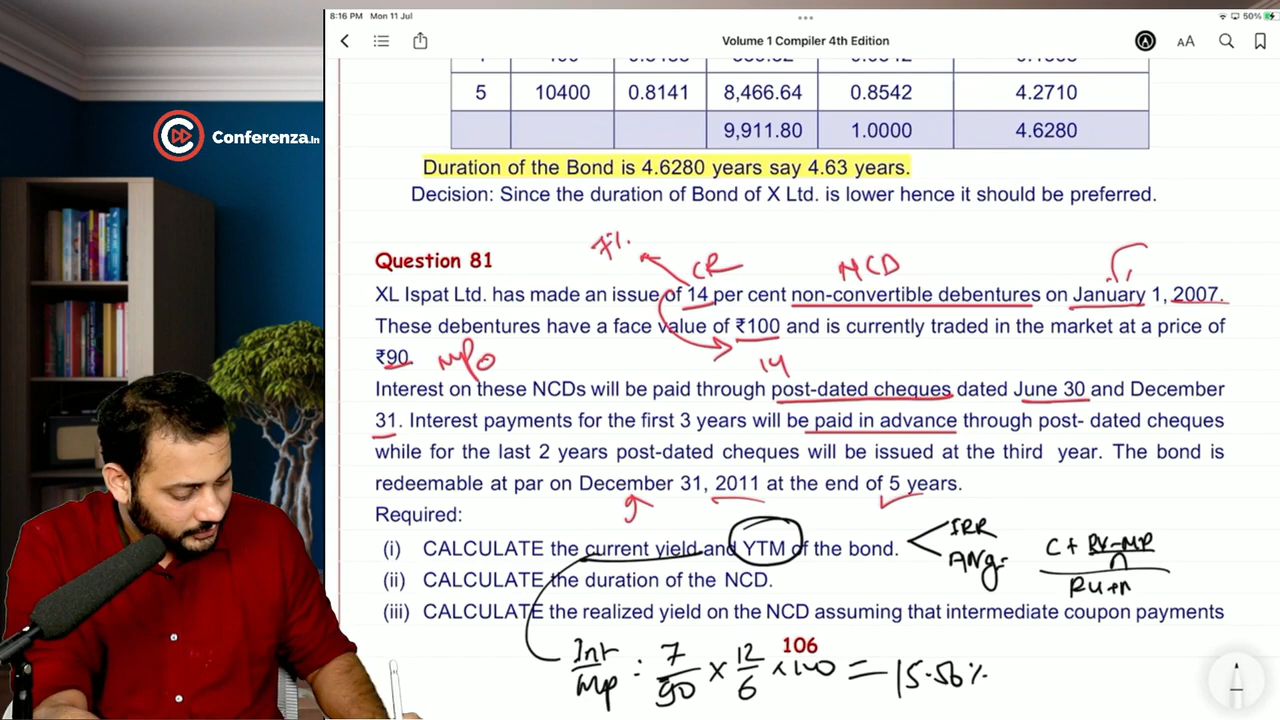 8:16 PM Mon 11 Jul
50%
Volume 1 Compiler 4th Edition
AA
Conferenza.in
5 10400 0.8141 8,466.64 0.8542 4.2710
9,911.80 1.0000 4.6280
Duration of the Bond is 4.6280 years say 4.63 years.
Decision: Since the duration of Bond of X Ltd. is lower hence it should be preferred.
7%
Question 81
CR NCD
XL Ispat Ltd. has made an issue of 14 per cent non-convertible debentures on January 1, 2007.
These debentures have a face value of ₹100 and is currently traded in the market at a price of
₹90. MP0 14
Interest on these NCDs will be paid through post-dated cheques dated June 30 and December
31. Interest payments for the first 3 years will be paid in advance through post- dated cheques
while for the last 2 years post-dated cheques will be issued at the third year. The bond is
redeemable at par on December 31, 2011 at the end of 5 years.
Required:
IRR
(i) CALCULATE the current yield and YTM of the bond.
C + RV-MP
n
(ii) CALCULATE the duration of the NCD.
(iii) CALCULATE the realized yield on the NCD assuming that intermediate coupon payments
106
Int 7 12
MP 90 × 6 × 100 = 15.56%